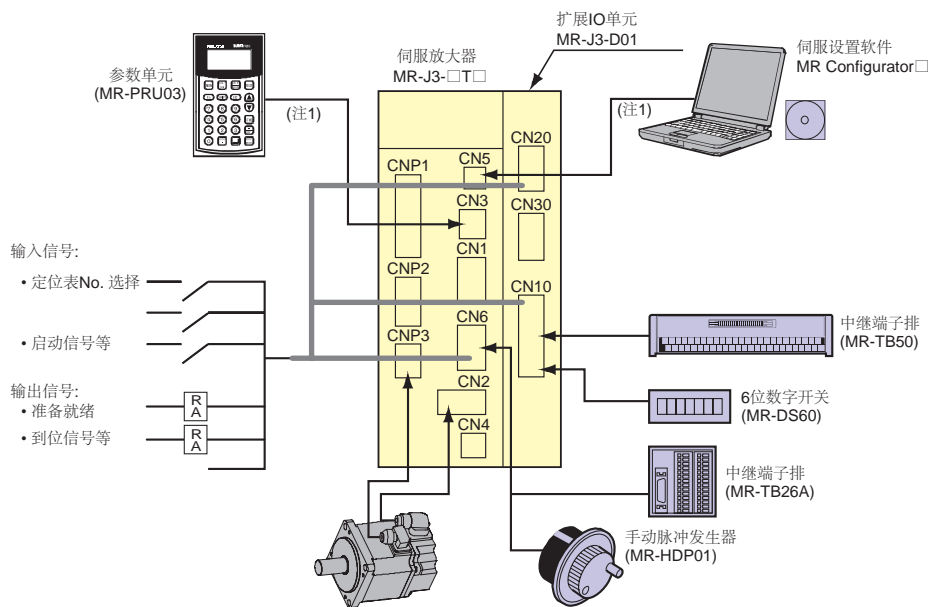 扩展IO单元
MR-J3-D01
伺服放大器
MR-J3-□T□
伺服设置软件
MR Configurator□
参数单元
(MR-PRU03)
(注1)
(注1)
CN5
CN20
CNP1
CN3
CN30
CN1
CNP2
CN10
CN6
CNP3
CN2
CN4
输入信号:
• 定位表No. 选择
• 启动信号等
输出信号:
• 准备就绪
RA
• 到位信号等
RA
中继端子排
(MR-TB50)
6位数字开关
(MR-DS60)
中继端子排
(MR-TB26A)
手动脉冲发生器
(MR-HDP01)